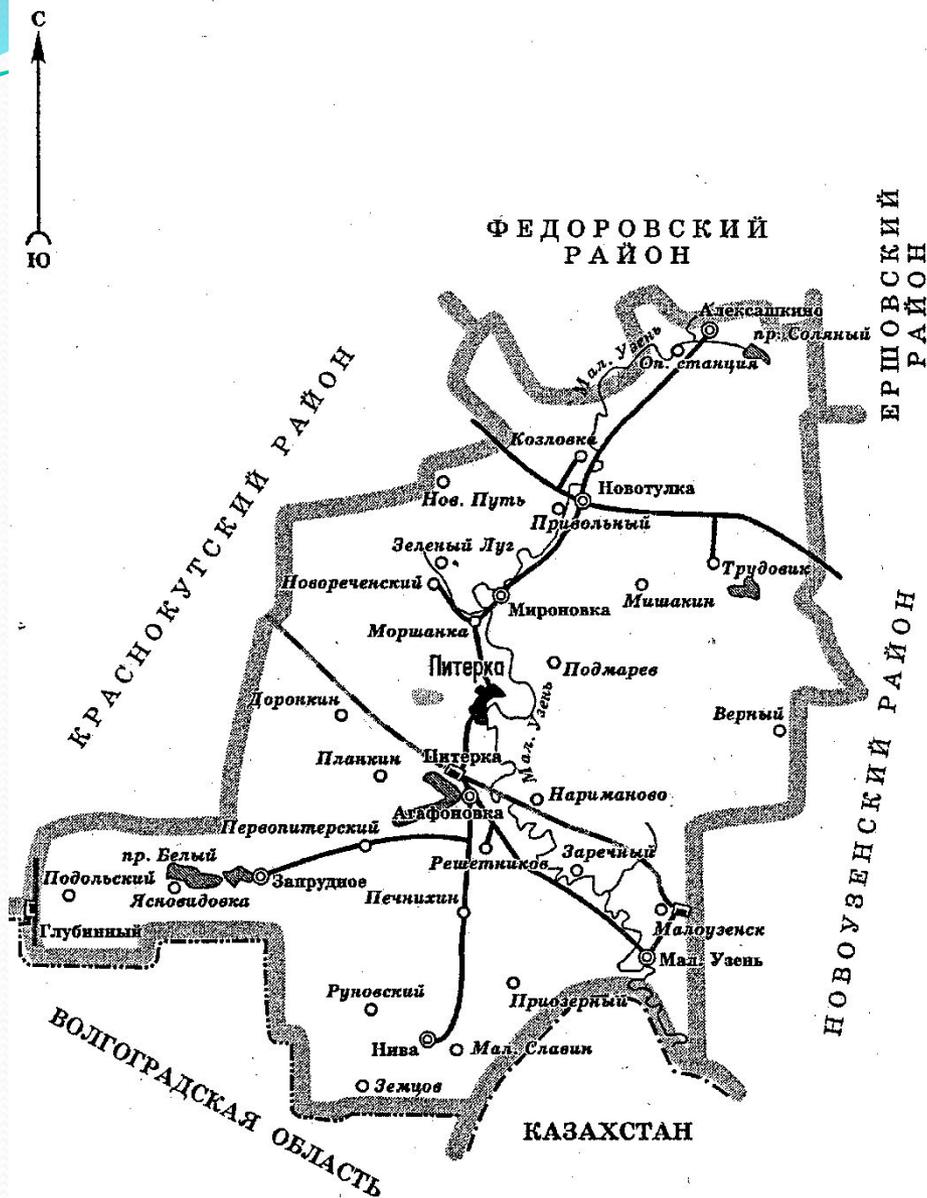 С
Ю
ФЕДОРОВСКИЙ
РАЙОН
ЕРШОВСКИЙ
РАЙОН
КРАСНОКУТСКИЙ РАЙОН
Алексашкино
пр. Соляный
Мал. Узень
Оп. станция
Козловка
Новотулка
Нов. Путь
Привольный
Зеленый Луг
Трудовик
Новореченский
Мироновка
Мишакин
Моршанка
Питерка
Подмарев
Доронкин
Верный
Мал. Узень
Планкин
Питерка
Нариманово
Агафоновка
Первопитерский
пр. Белый
Решетников
Заречный
Подольский
Запрудное
Ясновидовка
Печнихин
Глубинный
Малоузенск
Мал. Узень
НОВОУЗЕНСКИЙ РАЙОН
Руновский
Приозерный
Нива
Мал. Славин
Земцов
ВОЛГОГРАДСКАЯ ОБЛАСТЬ
КАЗАХСТАН